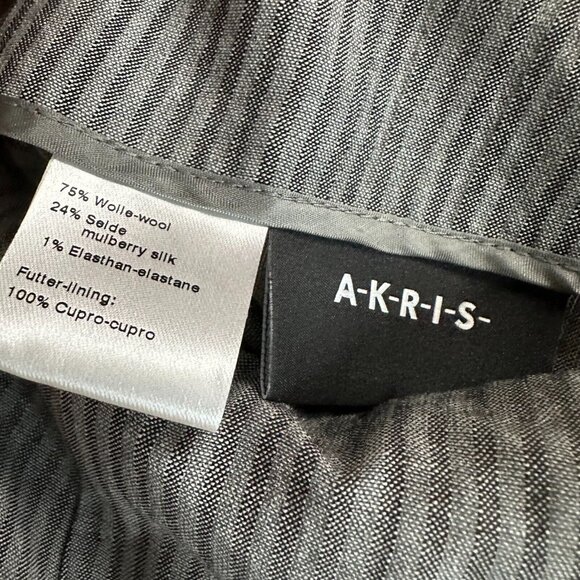 75% Wolle-wool
24% Seide
mulberry silk
1% Elasthan-elastane
Futter-lining:
100% Cupro-cupro
A-K-R-I-S-